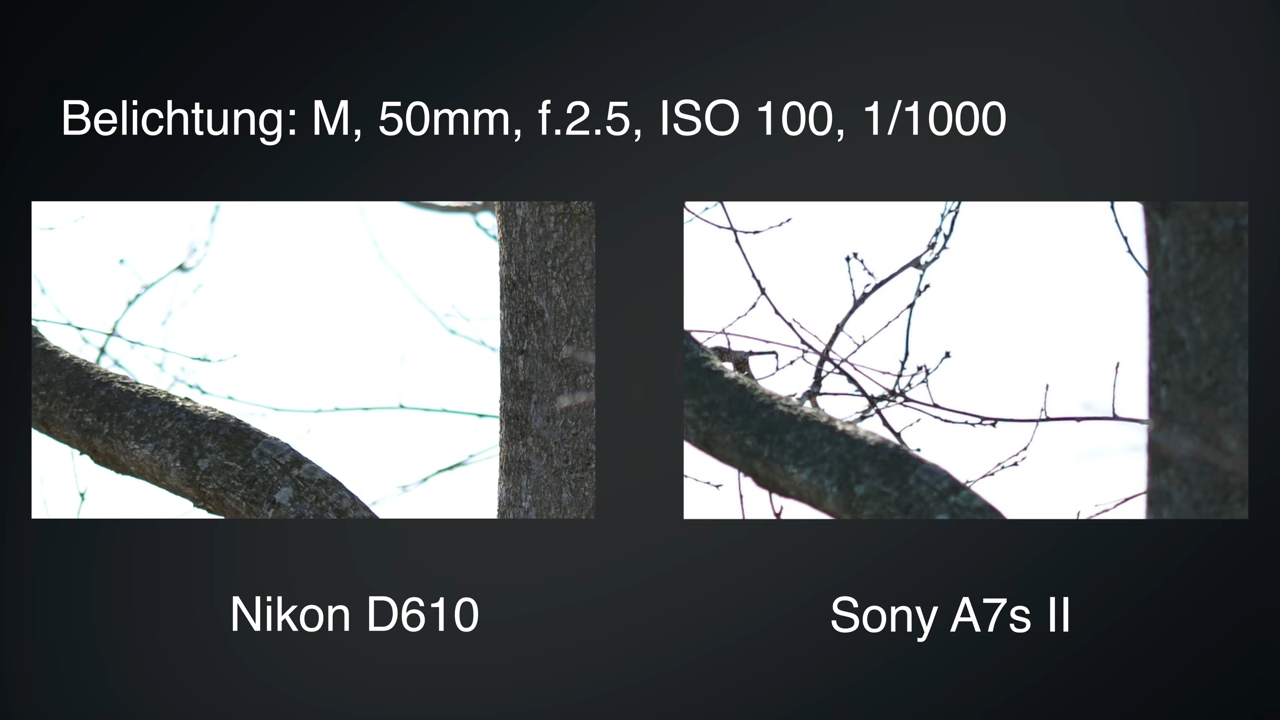 Belichtung: M, 50mm, f.2.5, ISO 100, 1/1000
Nikon D610
Sony A7s II